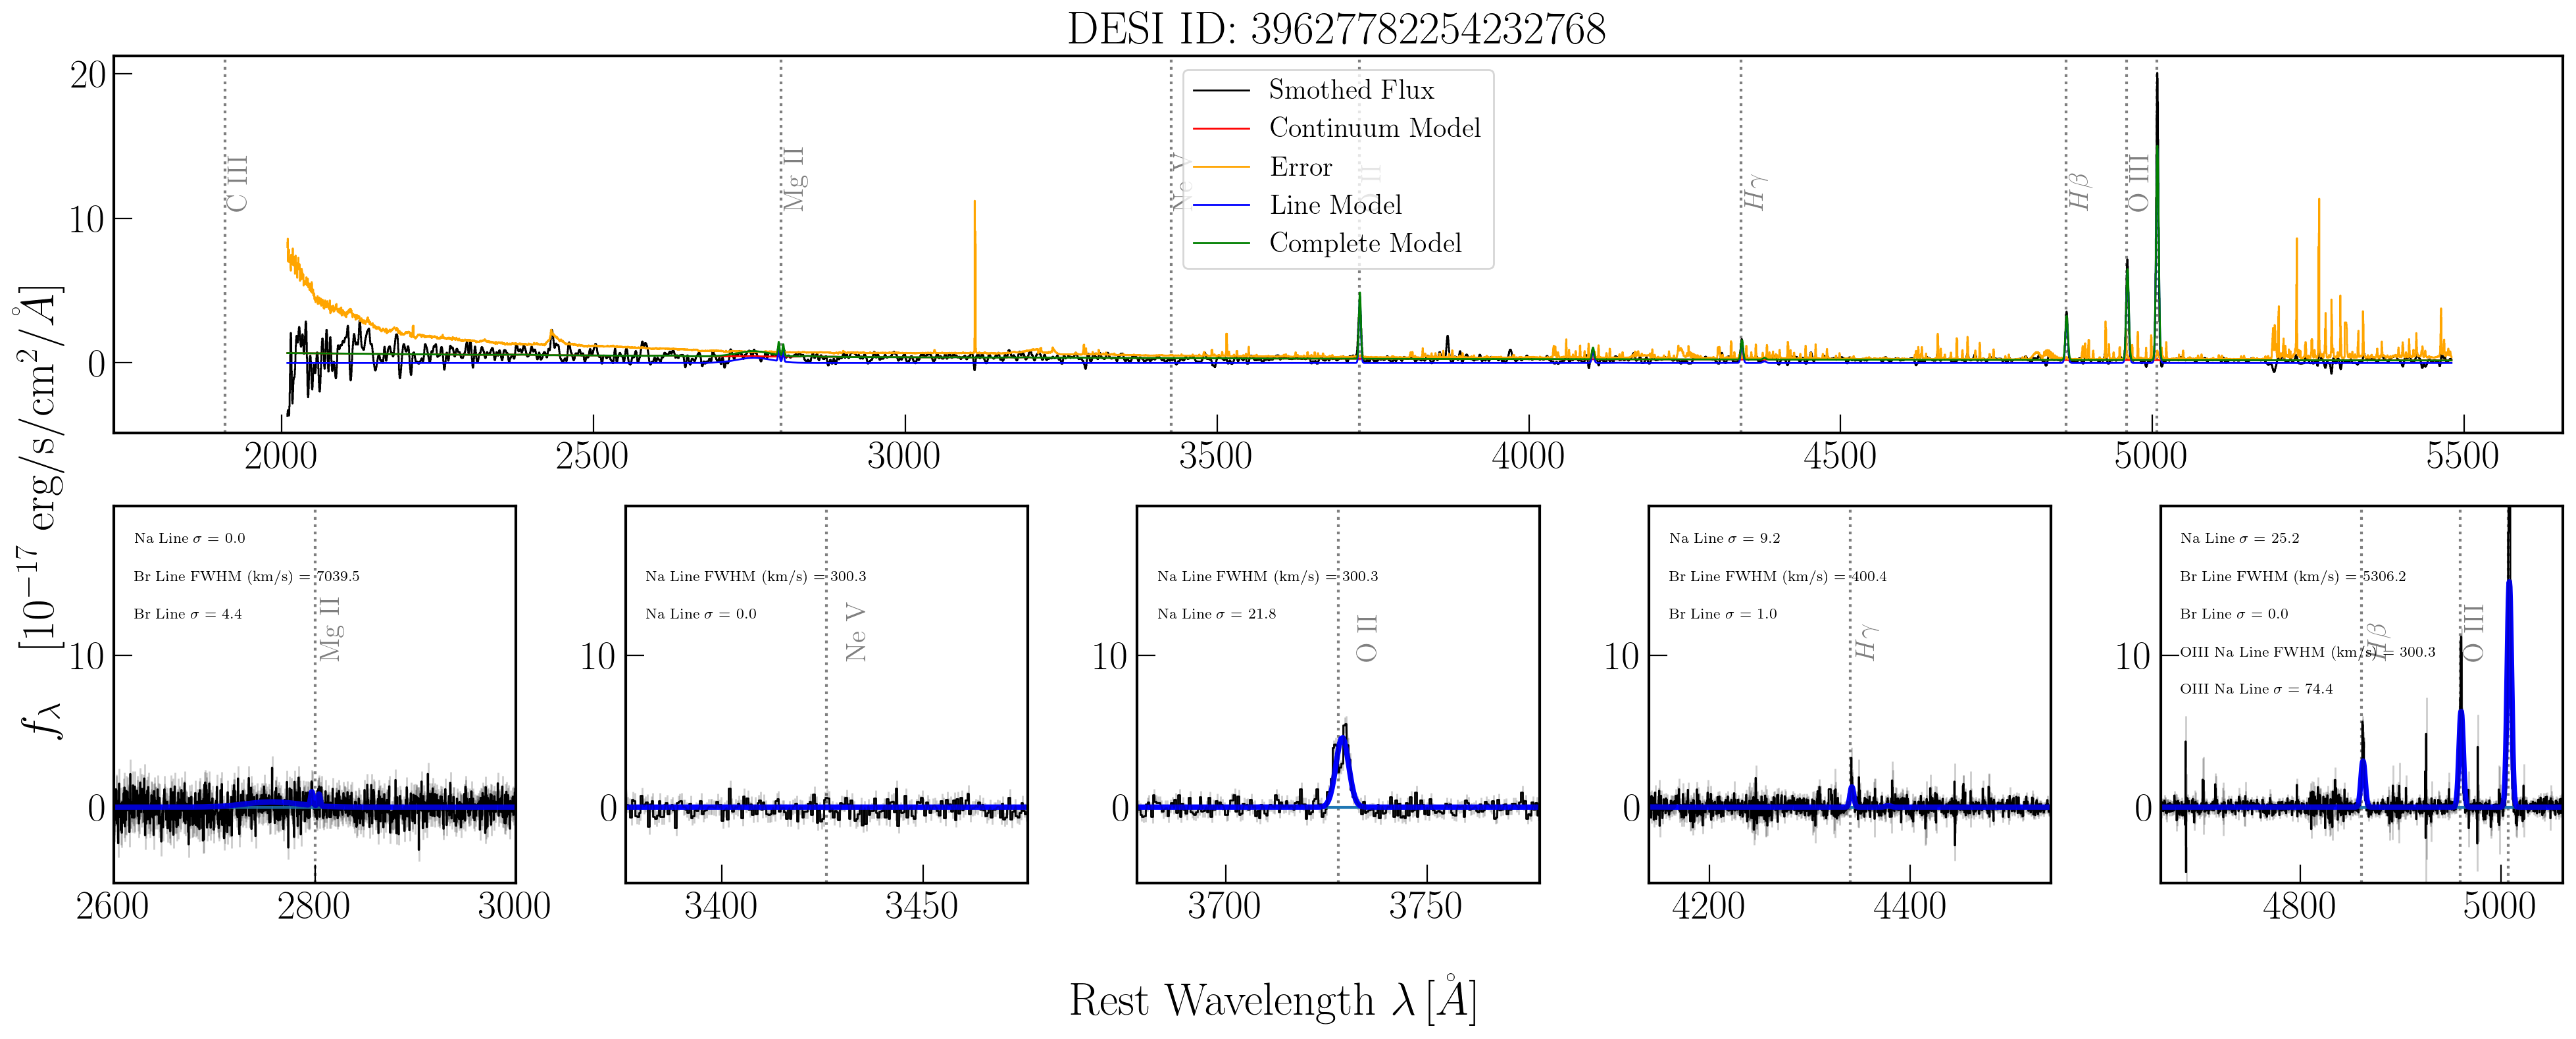 DESI ID: 39627782254232768
20
10
0
C III
Mg II
Ne V
II
Hγ
Hβ
O III
Smothed Flux
Continuum Model
Error
Line Model
Complete Model
2000 2500 3000 3500 4000 4500 5000 5500
fλ [10−17 erg/s/cm2/Å]
Na Line σ = 0.0
Br Line FWHM (km/s) = 7039.5
Br Line σ = 4.4
Mg II
10
0
2600 2800 3000
Na Line FWHM (km/s) = 300.3
Na Line σ = 0.0
Ne V
10
0
3400 3450
Na Line FWHM (km/s) = 300.3
Na Line σ = 21.8
O II
10
0
3700 3750
Na Line σ = 9.2
Br Line FWHM (km/s) = 400.4
Br Line σ = 1.0
Hγ
10
0
4200 4400
Na Line σ = 25.2
Br Line FWHM (km/s) = 5306.2
Br Line σ = 0.0
OIII Na Line FWHM (km/s) = 300.3
OIII Na Line σ = 74.4
Hβ
O III
10
0
4800 5000
Rest Wavelength λ [Å]